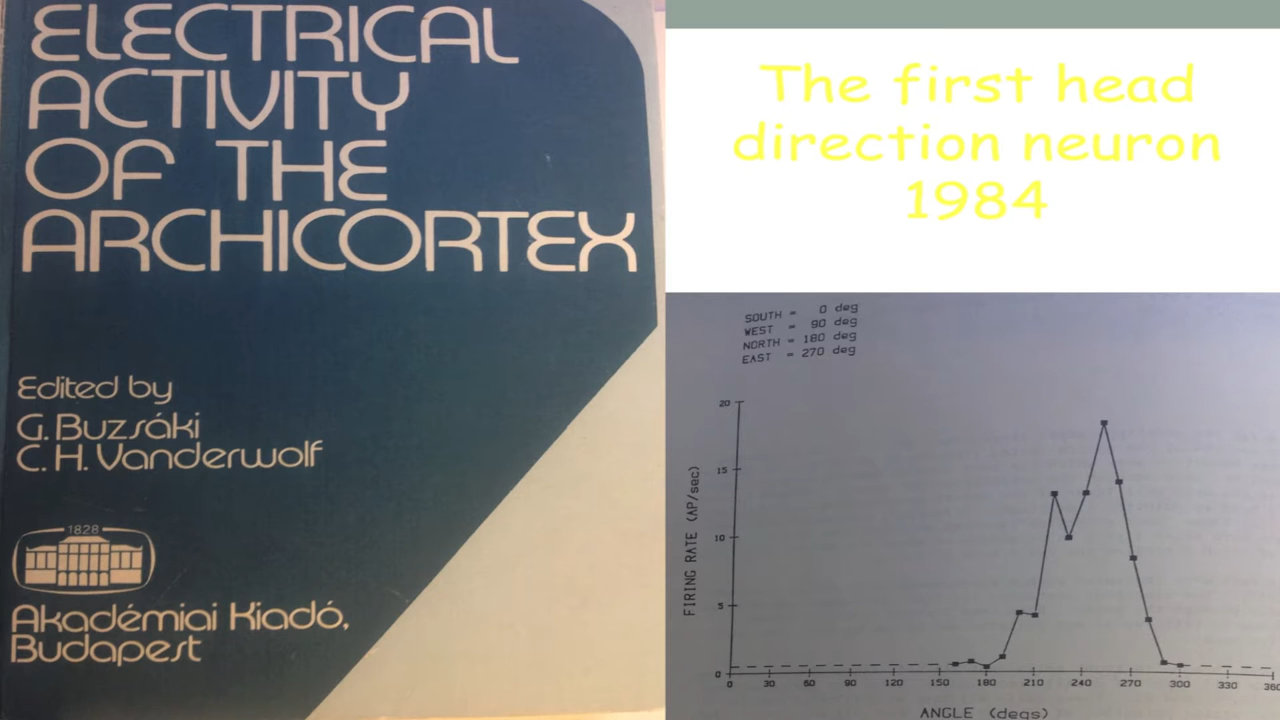 ELECTRICAL
ACTIVITY
OF THE
ARCHICORTEX
Edited by
G. Buzsáki
C. H. Vanderwolf
1828
Akadémiai Kiadó,
Budapest
The first head
direction neuron
1984
SOUTH = 0 deg
WEST = 90 deg
NORTH = 180 deg
EAST = 270 deg
FIRING RATE (AP/sec)
20
15
10
5
0
0 30 60 90 120 150 180 210 240 270 300 330 360
ANGLE (degs)